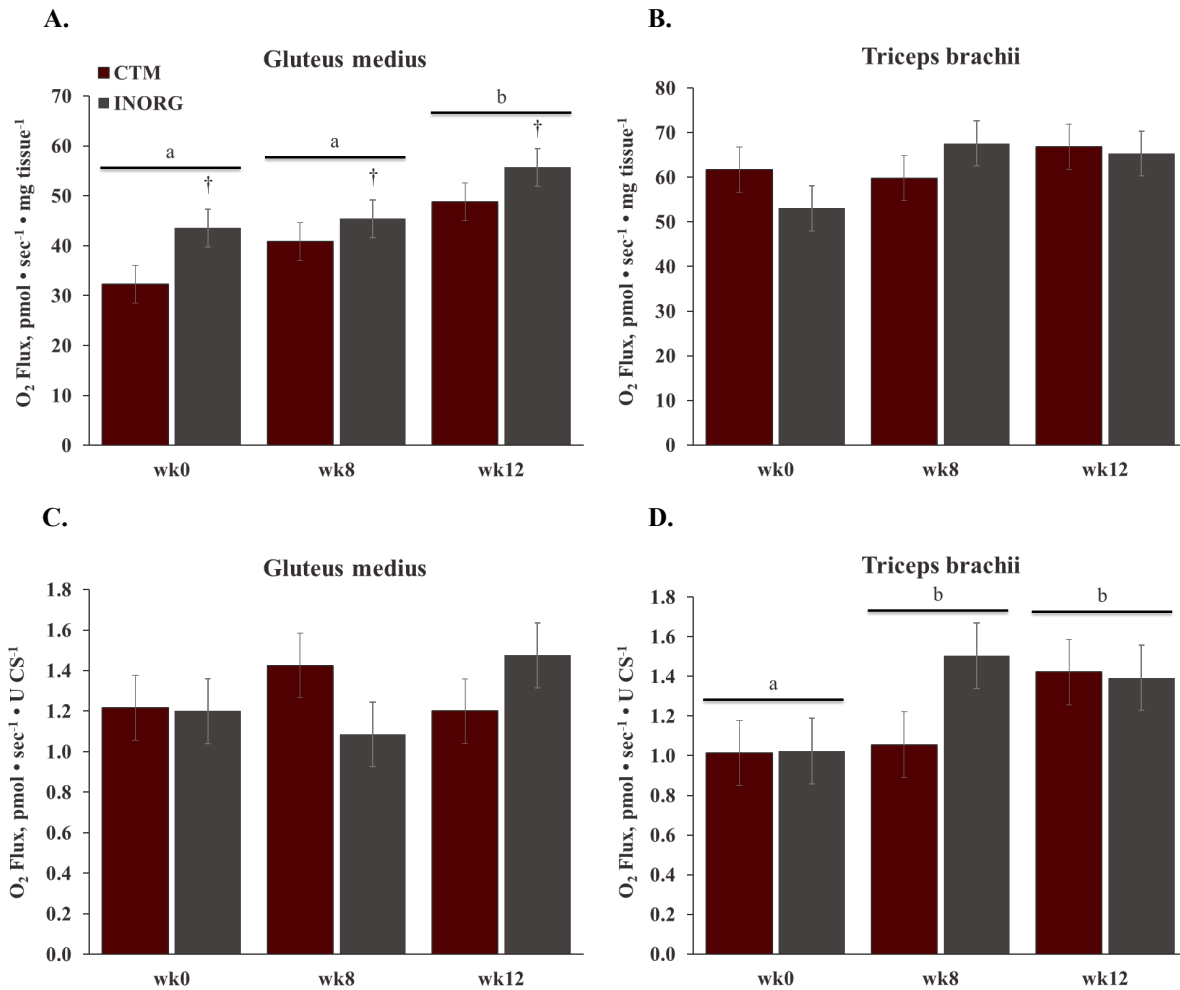 A.
Gluteus medius
CTM
INORG
O₂ Flux, pmol • sec⁻¹ • mg tissue⁻¹
70
60
50
40
30
20
10
0
a
†
a
†
b
†
wk0 wk8 wk12
B.
Triceps brachii
O₂ Flux, pmol • sec⁻¹ • mg tissue⁻¹
80
70
60
50
40
30
20
10
0
wk0 wk8 wk12
C.
Gluteus medius
O₂ Flux, pmol • sec⁻¹ • U CS⁻¹
1.8
1.6
1.4
1.2
1.0
0.8
0.6
0.4
0.2
0.0
wk0 wk8 wk12
D.
Triceps brachii
O₂ Flux, pmol • sec⁻¹ • U CS⁻¹
1.8
1.6
1.4
1.2
1.0
0.8
0.6
0.4
0.2
0.0
a
b
b
wk0 wk8 wk12